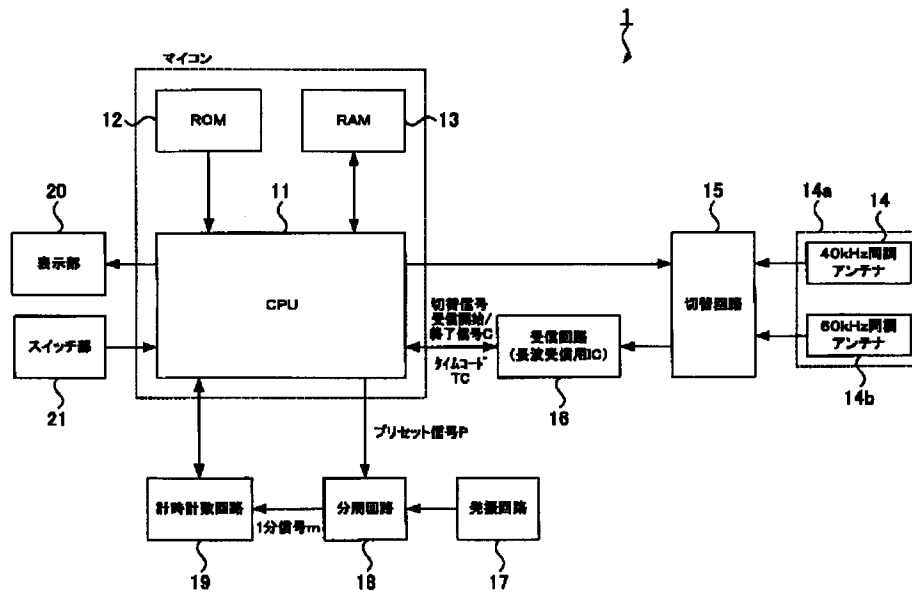 1
マイコン
12
ROM
RAM
13
20
11
15
14a
14
表示部
CPU
切替回路
40kHz同調
アンテナ
切替信号
受信開始/
終了信号C
スイッチ部
受信回路
(長波受信用IC)
60kHz同調
アンテナ
タイムコード
TC
21
16
14b
プリセット信号P
計時計数回路
1分信号m
分周回路
発振回路
19
18
17